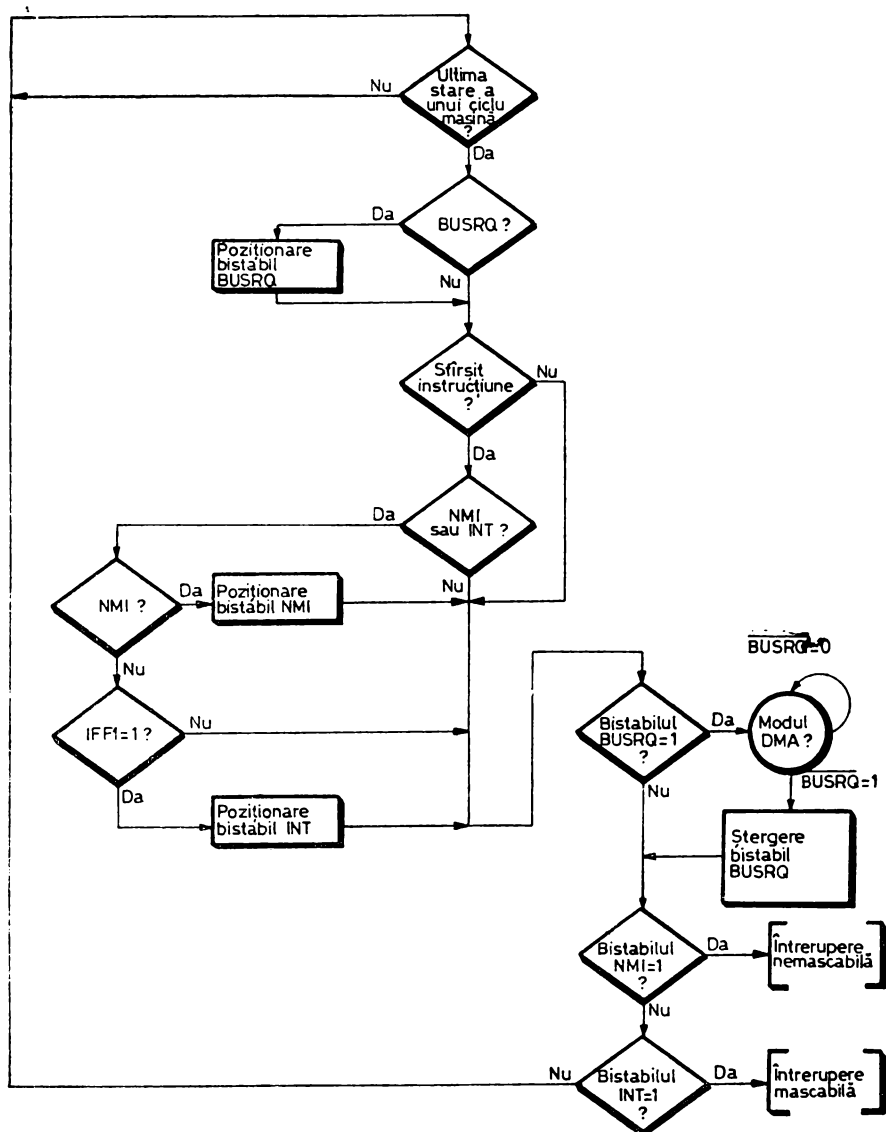 Ultima
stare a
unui ciclu
mașină
?
Nu
Da
BUSRQ ?
Da
Poziționare
bistabil
BUSRQ
Nu
Sfîrșit
instrucțiune
?
Nu
Da
NMI
sau INT ?
Da
Nu
NMI ?
Da
Poziționare
bistabil NMI
Nu
IFF1=1 ?
Nu
Da
Poziționare
bistabil INT
Bistabilul
BUSRQ=1
?
Da
Modul
DMA ?
BUSRQ=0
BUSRQ=1
Nu
Ștergere
bistabil
BUSRQ
Bistabilul
NMI=1
?
Da
Întrerupere
nemascabilă
Nu
Bistabilul
INT=1
?
Nu
Da
Întrerupere
mascabilă